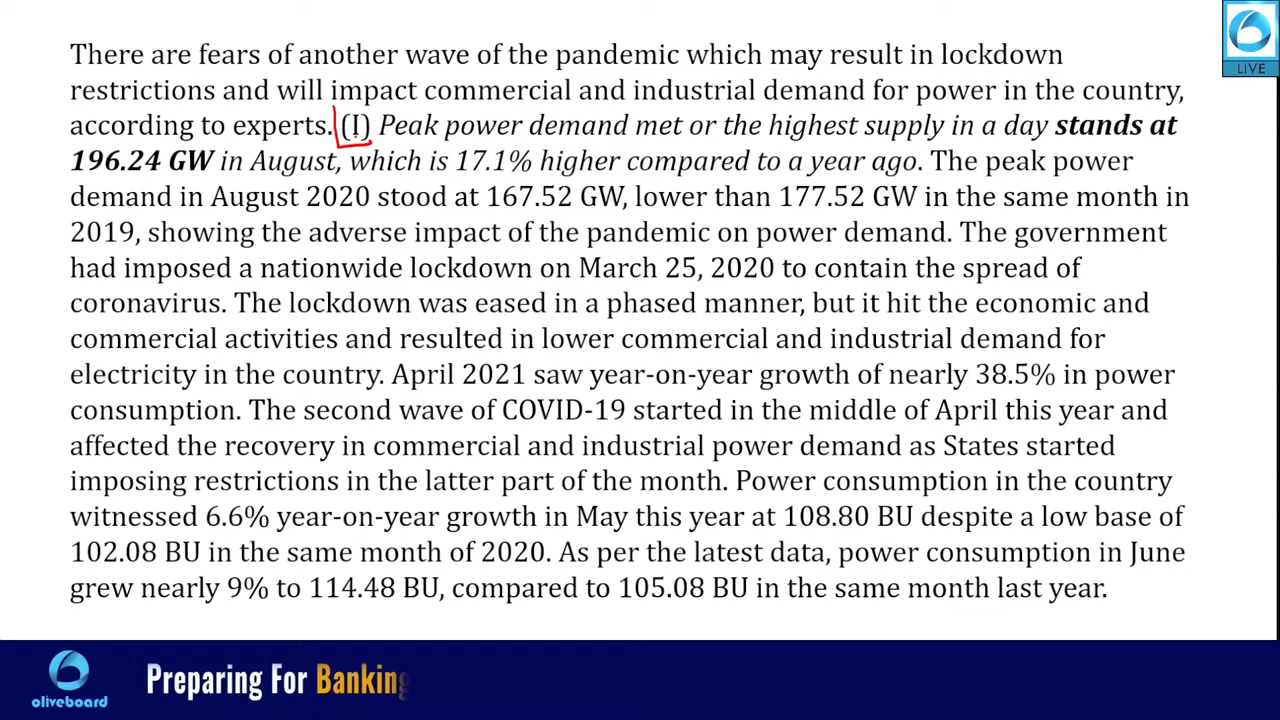 LIVE
There are fears of another wave of the pandemic which may result in lockdown
restrictions and will impact commercial and industrial demand for power in the country,
according to experts. (I) Peak power demand met or the highest supply in a day stands at
196.24 GW in August, which is 17.1% higher compared to a year ago. The peak power
demand in August 2020 stood at 167.52 GW, lower than 177.52 GW in the same month in
2019, showing the adverse impact of the pandemic on power demand. The government
had imposed a nationwide lockdown on March 25, 2020 to contain the spread of
coronavirus. The lockdown was eased in a phased manner, but it hit the economic and
commercial activities and resulted in lower commercial and industrial demand for
electricity in the country. April 2021 saw year-on-year growth of nearly 38.5% in power
consumption. The second wave of COVID-19 started in the middle of April this year and
affected the recovery in commercial and industrial power demand as States started
imposing restrictions in the latter part of the month. Power consumption in the country
witnessed 6.6% year-on-year growth in May this year at 108.80 BU despite a low base of
102.08 BU in the same month of 2020. As per the latest data, power consumption in June
grew nearly 9% to 114.48 BU, compared to 105.08 BU in the same month last year.
Preparing For Banking
oliveboard